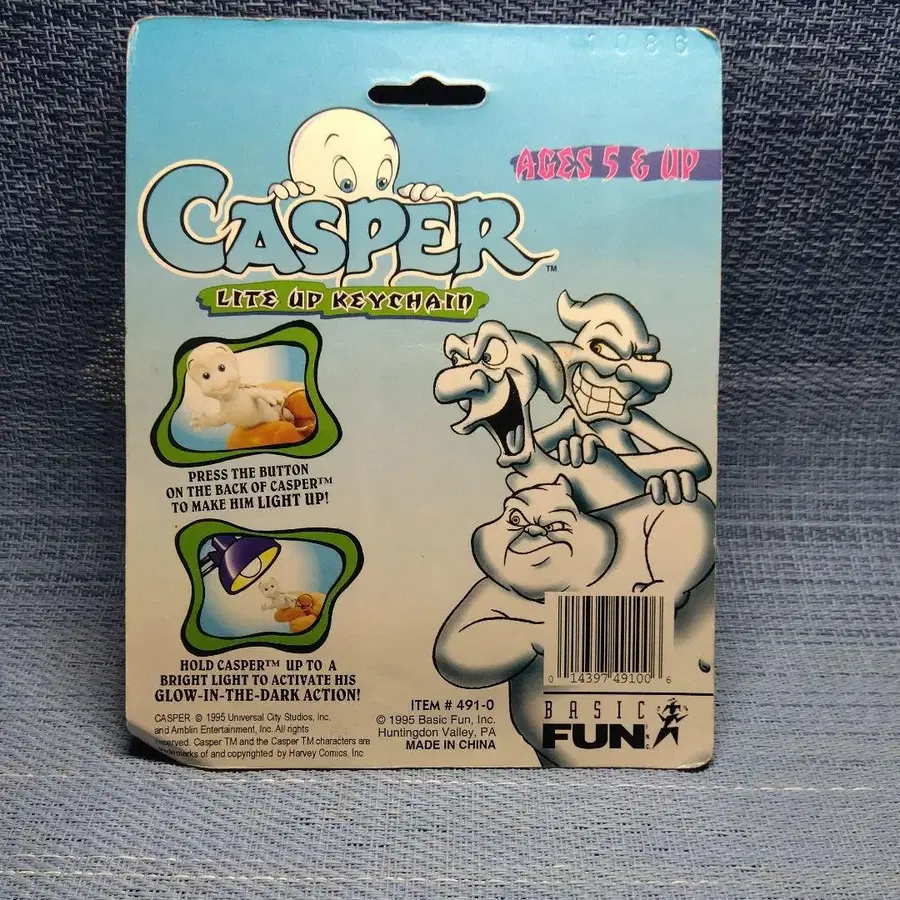 1086
AGES 5 & UP
CASPER™
LITE UP KEYCHAIN
PRESS THE BUTTON
ON THE BACK OF CASPER™
TO MAKE HIM LIGHT UP!
HOLD CASPER™ UP TO A
BRIGHT LIGHT TO ACTIVATE HIS
GLOW-IN-THE-DARK ACTION!
CASPER © 1995 Universal City Studios, Inc.
and Amblin Entertainment, Inc. All rights
reserved. Casper TM and the Casper TM characters are
of and copyrighted by Harvey Comics, Inc
ITEM # 491-0
© 1995 Basic Fun, Inc.
Huntingdon Valley, PA
MADE IN CHINA
0 14397 49100 6
BASIC
FUN INC.